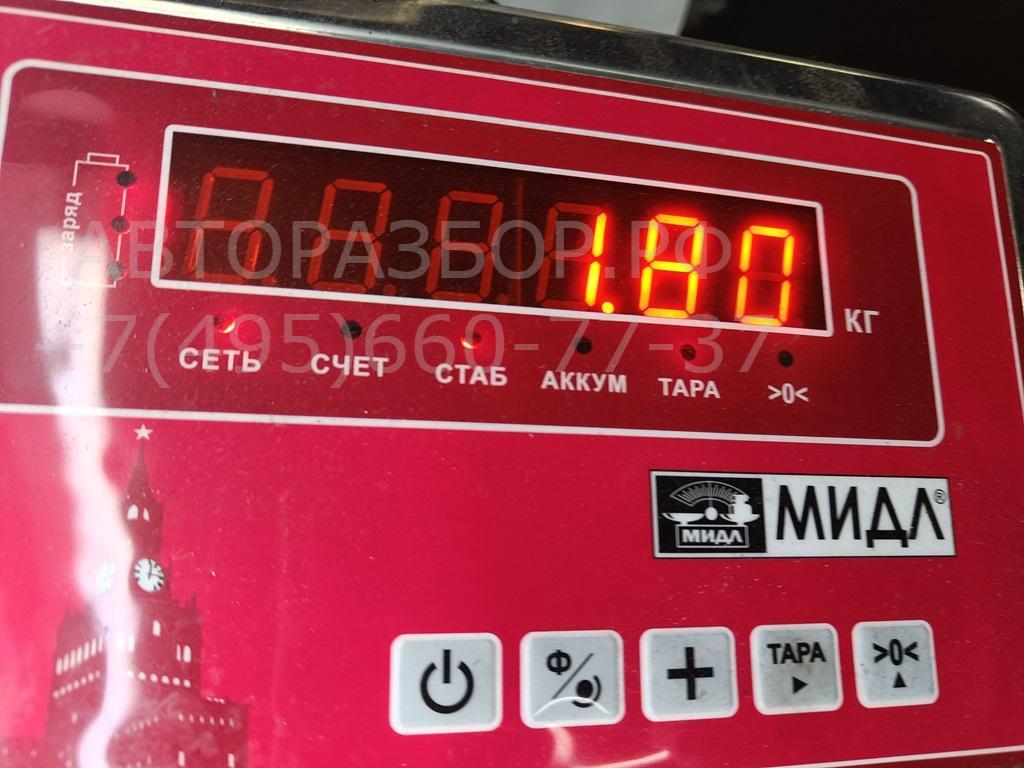 заряд
1.80
КГ
СЕТЬ СЧЕТ СТАБ АККУМ ТАРА >0<
АВТОРАЗБОР.РФ
+7(495)660-77-37
МИДЛ МИДЛ®
Ф/ + ТАРА >0<